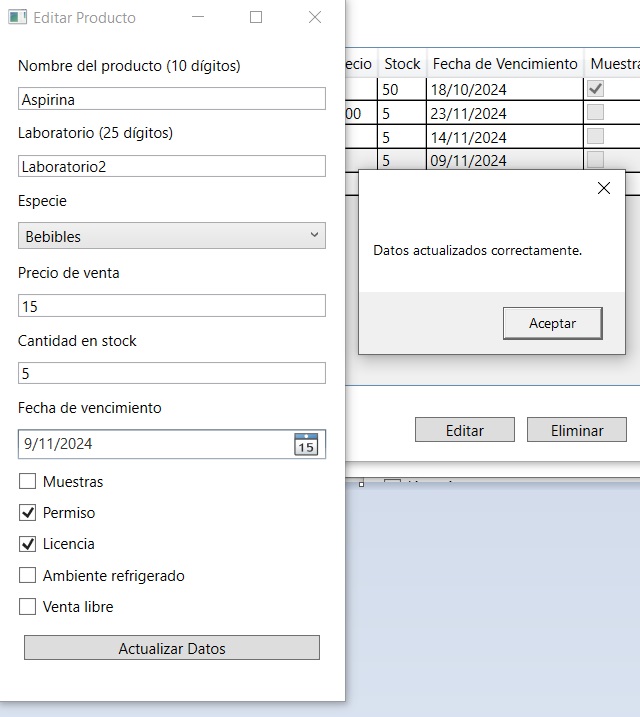 Editar Producto
Nombre del producto (10 dígitos)
Aspirina
Laboratorio (25 dígitos)
Laboratorio2
Especie
Bebibles
Precio de venta
15
Cantidad en stock
5
Fecha de vencimiento
9/11/2024
15
Muestras
Permiso
Licencia
Ambiente refrigerado
Venta libre
Actualizar Datos
ecio Stock Fecha de Vencimiento Muestra
50 18/10/2024
00 5 23/11/2024
5 14/11/2024
5 09/11/2024
Datos actualizados correctamente.
Aceptar
Editar Eliminar